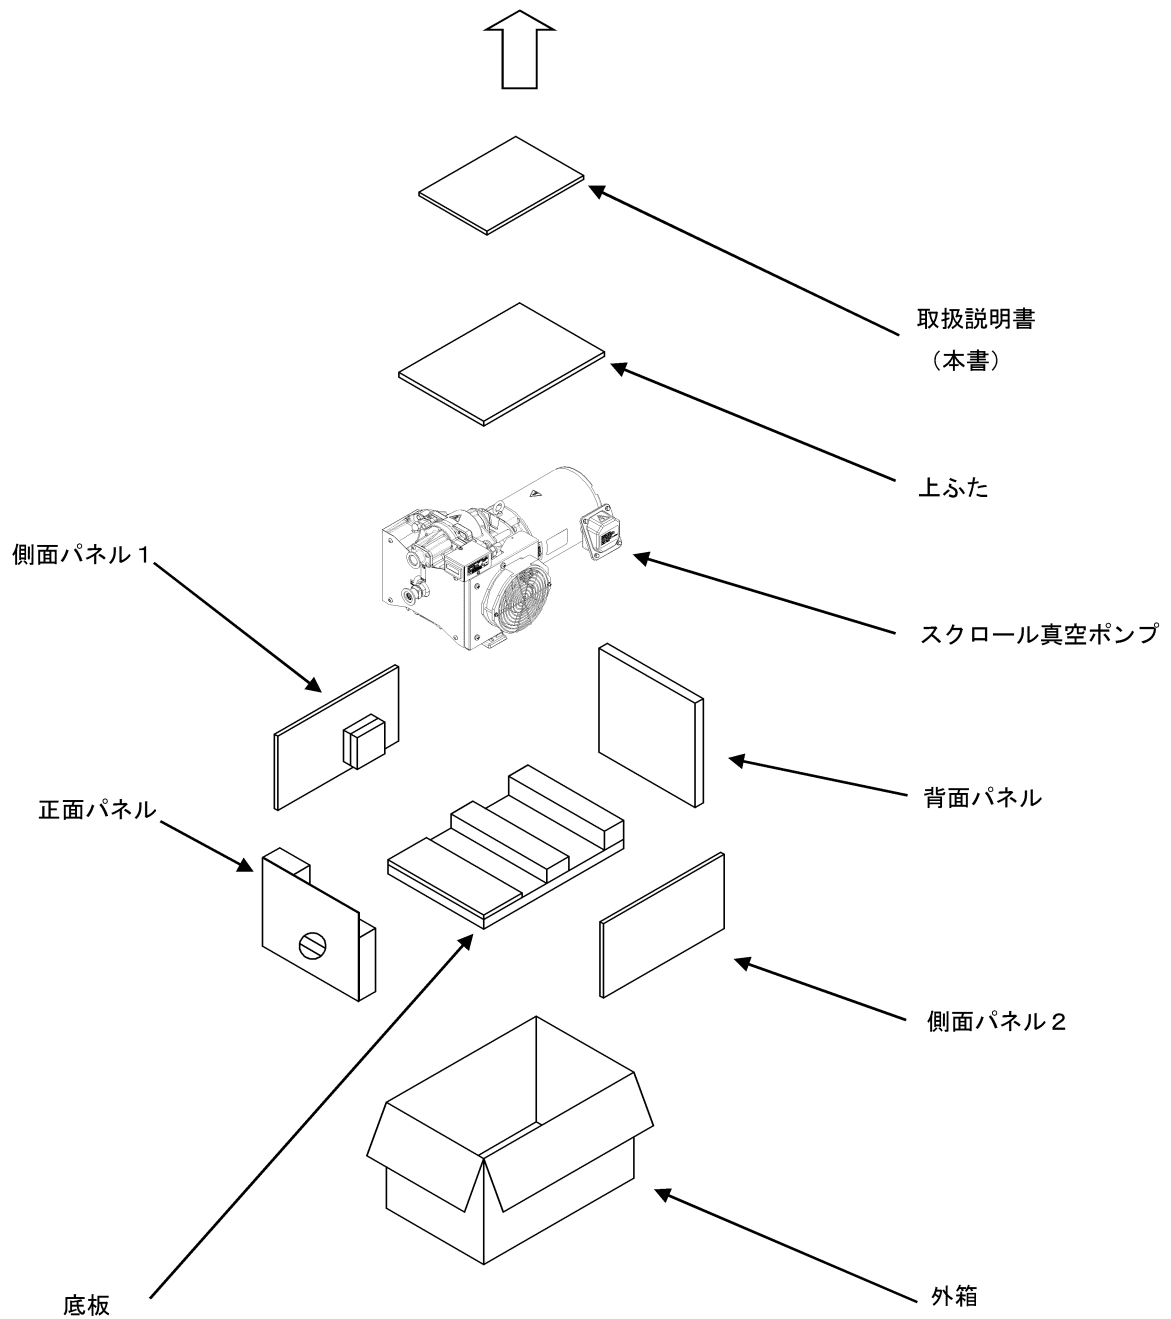 取扱説明書
（本書）
上ふた
側面パネル１
スクロール真空ポンプ
背面パネル
正面パネル
側面パネル２
外箱
底板